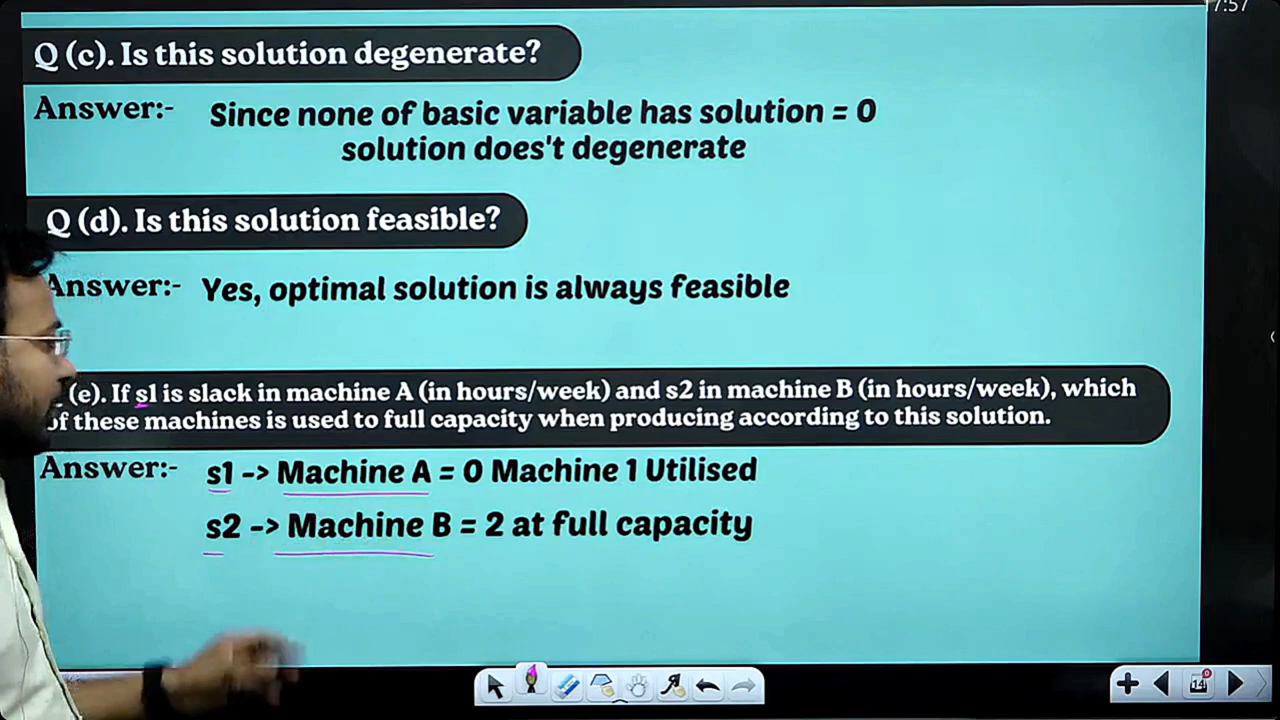 17:57
Q (c). Is this solution degenerate?
Answer:- Since none of basic variable has solution = 0
solution does't degenerate
Q (d). Is this solution feasible?
Answer:- Yes, optimal solution is always feasible
(e). If s1 is slack in machine A (in hours/week) and s2 in machine B (in hours/week), which
of these machines is used to full capacity when producing according to this solution.
Answer:- s1 -> Machine A = 0 Machine 1 Utilised
s2 -> Machine B = 2 at full capacity
14